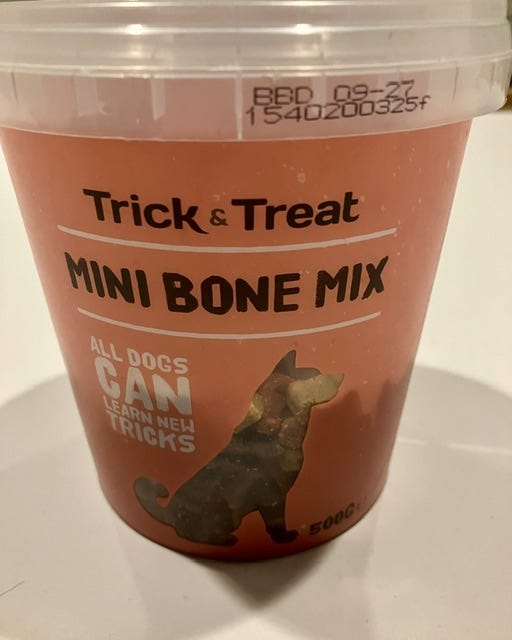 BBD 09-27
1540200325f
Trick & Treat
MINI BONE MIX
ALL DOGS
CAN
LEARN NEW
TRICKS
500G